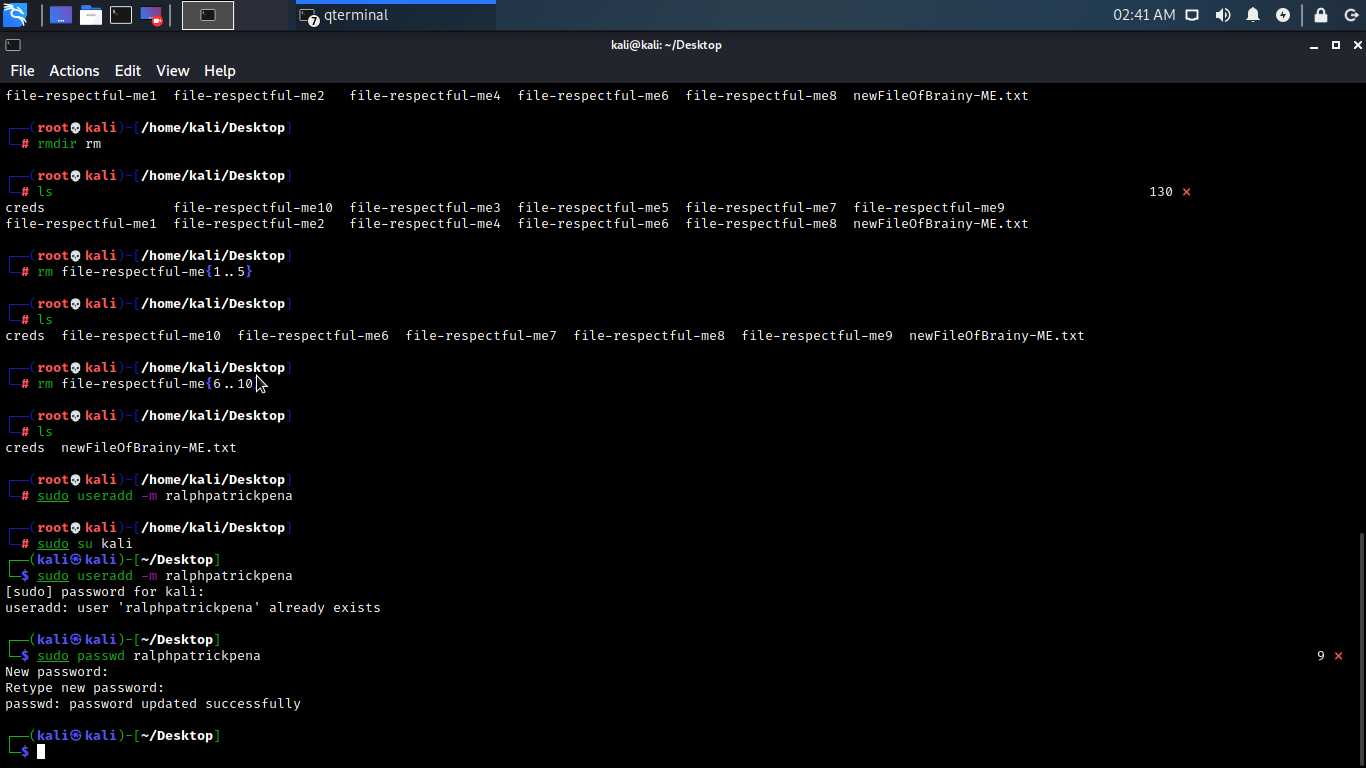 7 qterminal 02:41 AM
kali@kali: ~/Desktop
File Actions Edit View Help
file-respectful-me1 file-respectful-me2 file-respectful-me4 file-respectful-me6 file-respectful-me8 newFileOfBrainy-ME.txt
(root💀kali)-[/home/kali/Desktop]
# rmdir rm
(root💀kali)-[/home/kali/Desktop]
# ls 130 ⨯
creds file-respectful-me10 file-respectful-me3 file-respectful-me5 file-respectful-me7 file-respectful-me9
file-respectful-me1 file-respectful-me2 file-respectful-me4 file-respectful-me6 file-respectful-me8 newFileOfBrainy-ME.txt
(root💀kali)-[/home/kali/Desktop]
# rm file-respectful-me{1..5}
(root💀kali)-[/home/kali/Desktop]
# ls
creds file-respectful-me10 file-respectful-me6 file-respectful-me7 file-respectful-me8 file-respectful-me9 newFileOfBrainy-ME.txt
(root💀kali)-[/home/kali/Desktop]
# rm file-respectful-me{6..10
(root💀kali)-[/home/kali/Desktop]
# ls
creds newFileOfBrainy-ME.txt
(root💀kali)-[/home/kali/Desktop]
# sudo useradd -m ralphpatrickpena
(root💀kali)-[/home/kali/Desktop]
# sudo su kali
(kali㉿kali)-[~/Desktop]
$ sudo useradd -m ralphpatrickpena
[sudo] password for kali:
useradd: user 'ralphpatrickpena' already exists
(kali㉿kali)-[~/Desktop]
$ sudo passwd ralphpatrickpena 9 ⨯
New password:
Retype new password:
passwd: password updated successfully
(kali㉿kali)-[~/Desktop]
$